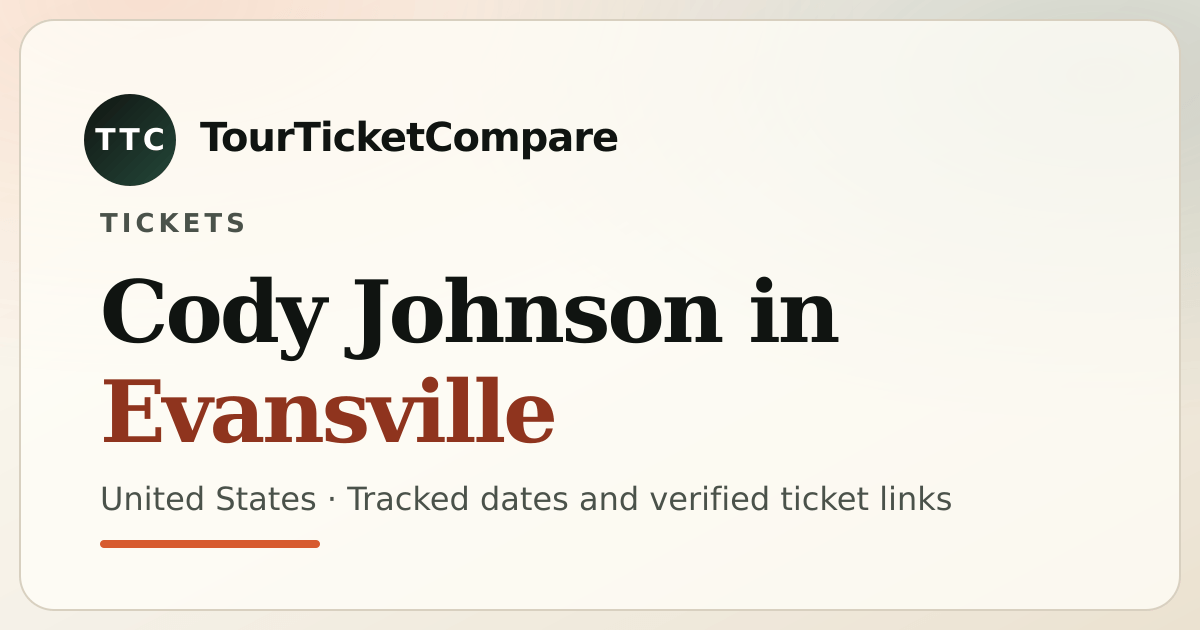 TTC TourTicketCompare
TICKETS
Cody Johnson in
Evansville
United States · Tracked dates and verified ticket links